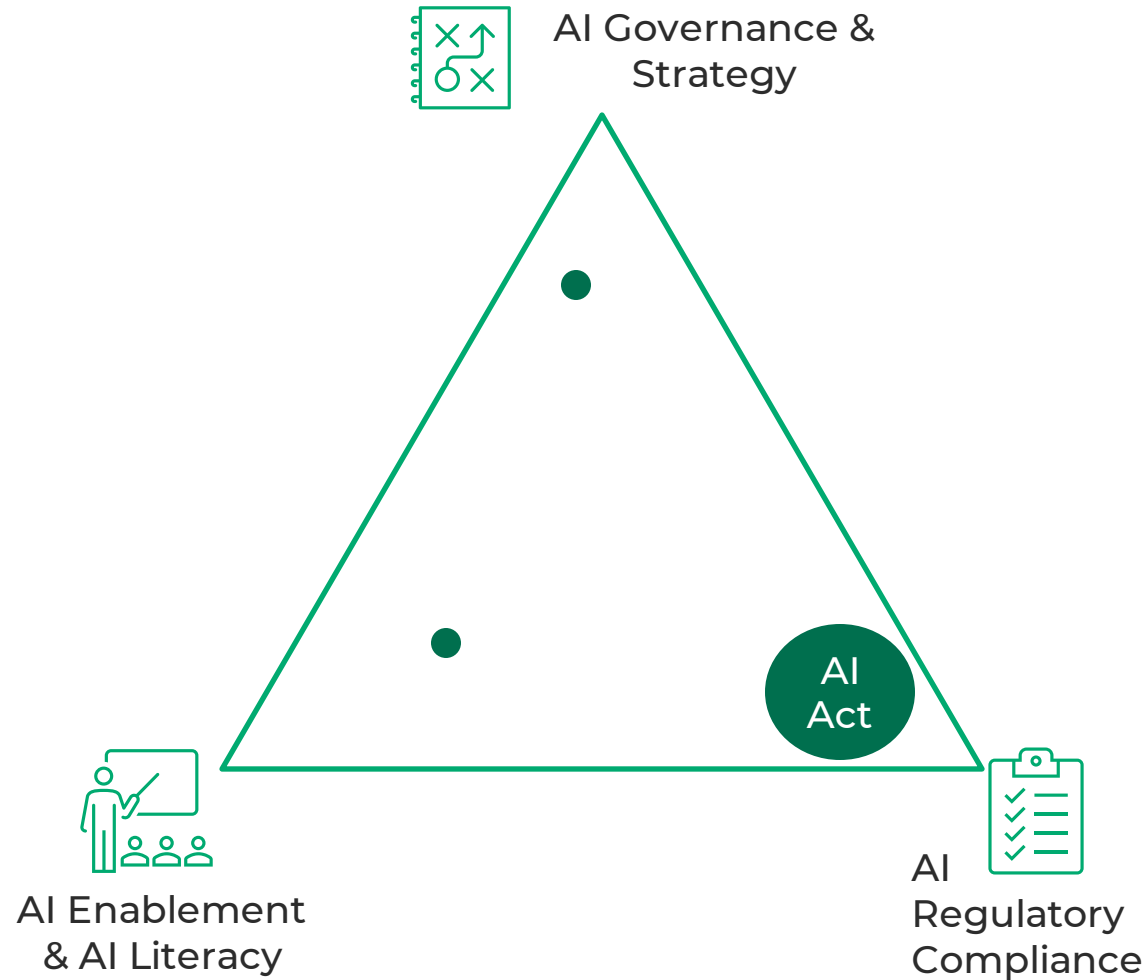 AI Governance &
Strategy
AI
Act
AI Enablement
& AI Literacy
AI
Regulatory
Compliance